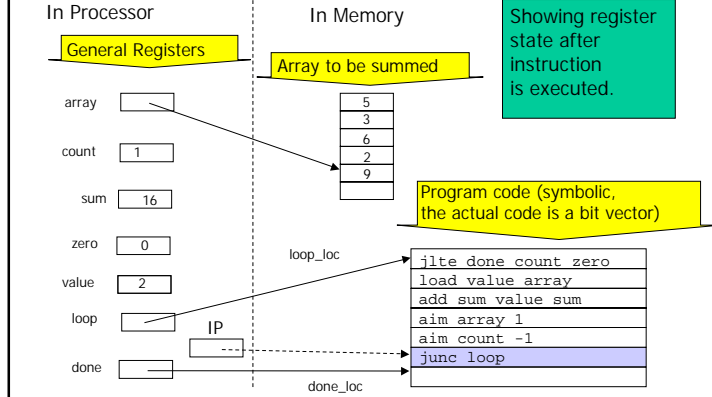 In Processor
In Memory
Showing register
state after
instruction
is executed.
General Registers
Array to be summed
array
count
1
sum
16
zero
0
value
2
loop
IP
done
5
3
6
2
9
Program code (symbolic,
the actual code is a bit vector)
loop_loc
jlte done count zero
load value array
add sum value sum
aim array 1
aim count -1
junc loop
done_loc